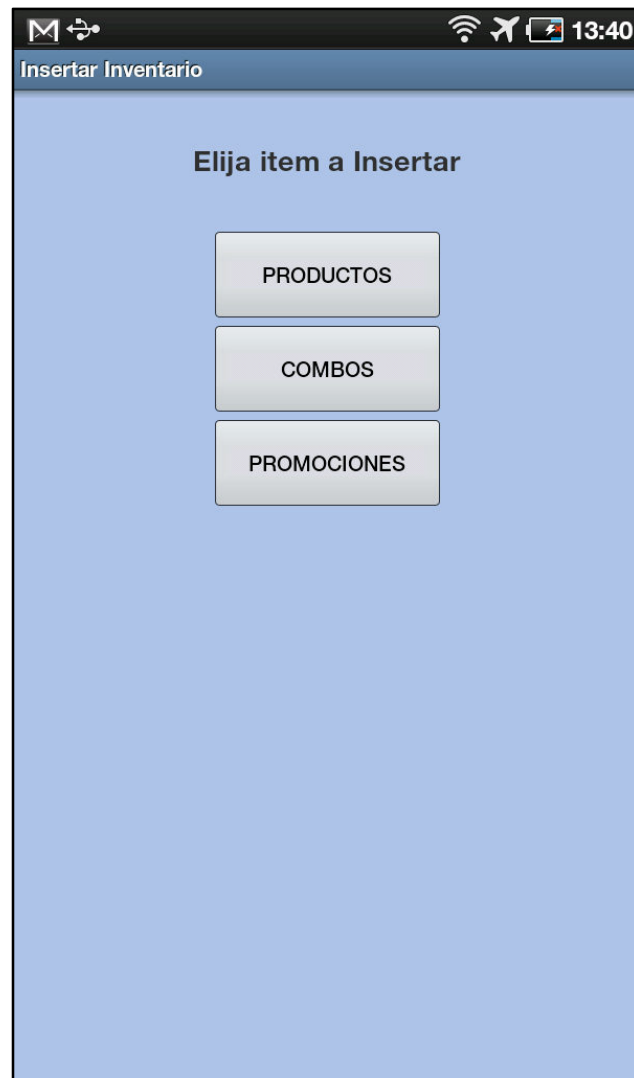 13:40
Insertar Inventario
Elija item a Insertar
PRODUCTOS
COMBOS
PROMOCIONES